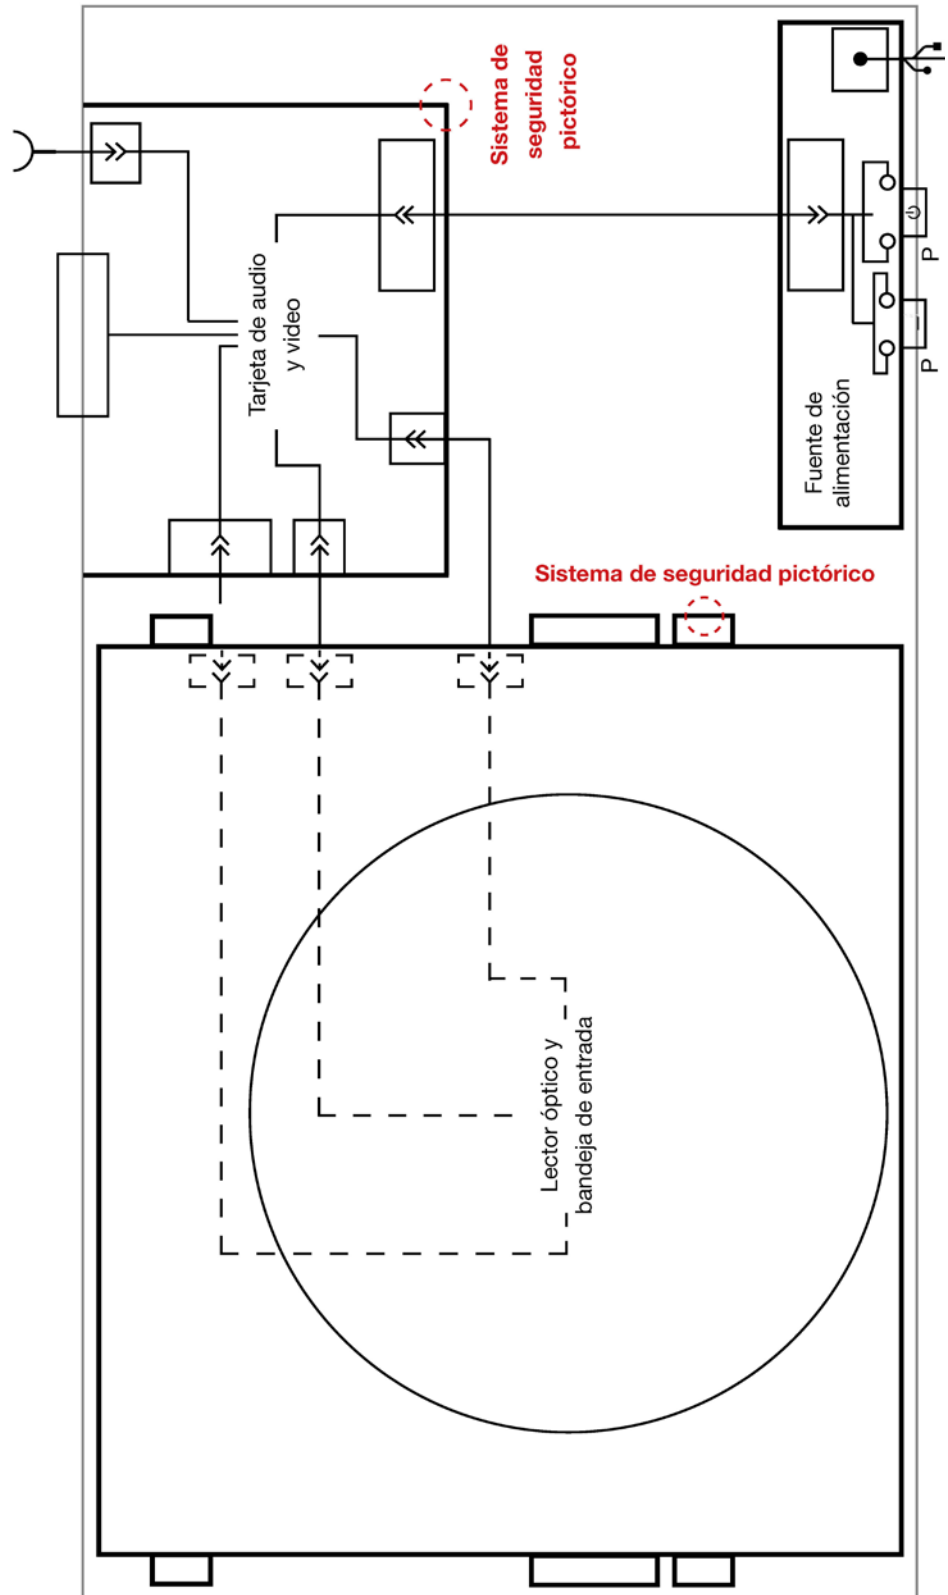 Sistema de
seguridad
pictórico
Tarjeta de audio
y video
P
P
Fuente de
alimentación
Sistema de seguridad pictórico
Lector óptico y
bandeja de entrada